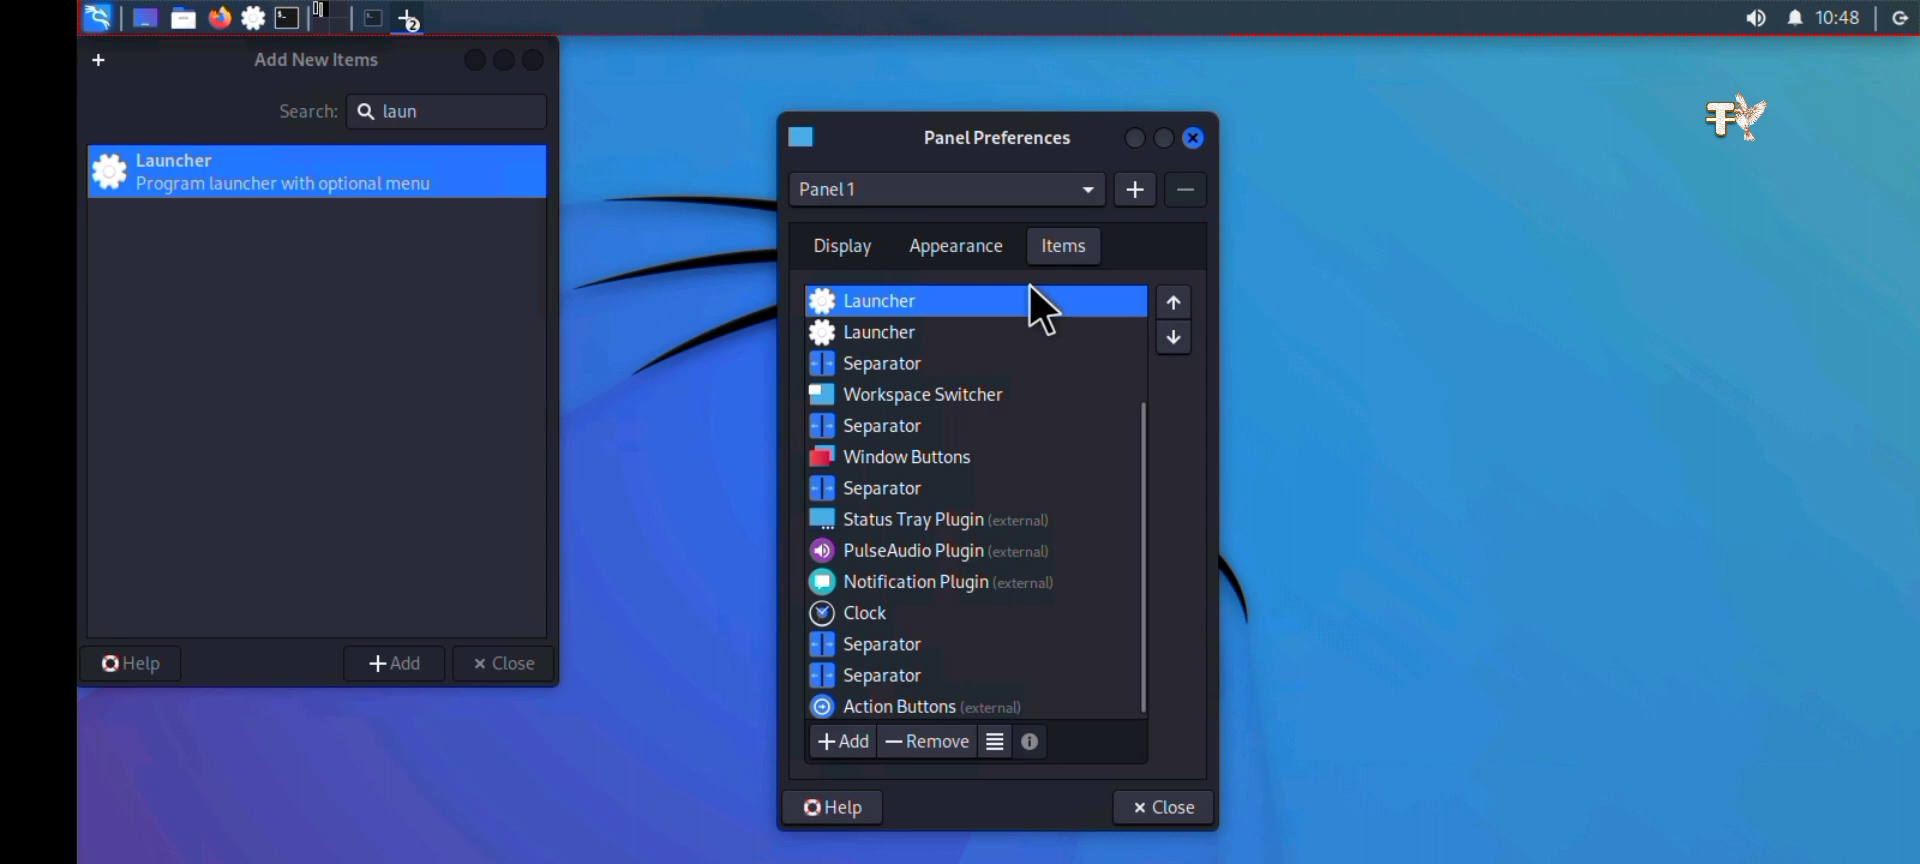 2
10:48
Add New Items
Search: laun
Launcher
Program launcher with optional menu
Help
Add
Close
Panel Preferences
Panel 1
Display Appearance Items
Launcher
Launcher
Separator
Workspace Switcher
Separator
Window Buttons
Separator
Status Tray Plugin (external)
PulseAudio Plugin (external)
Notification Plugin (external)
Clock
Separator
Separator
Action Buttons (external)
Add Remove
Help
Close